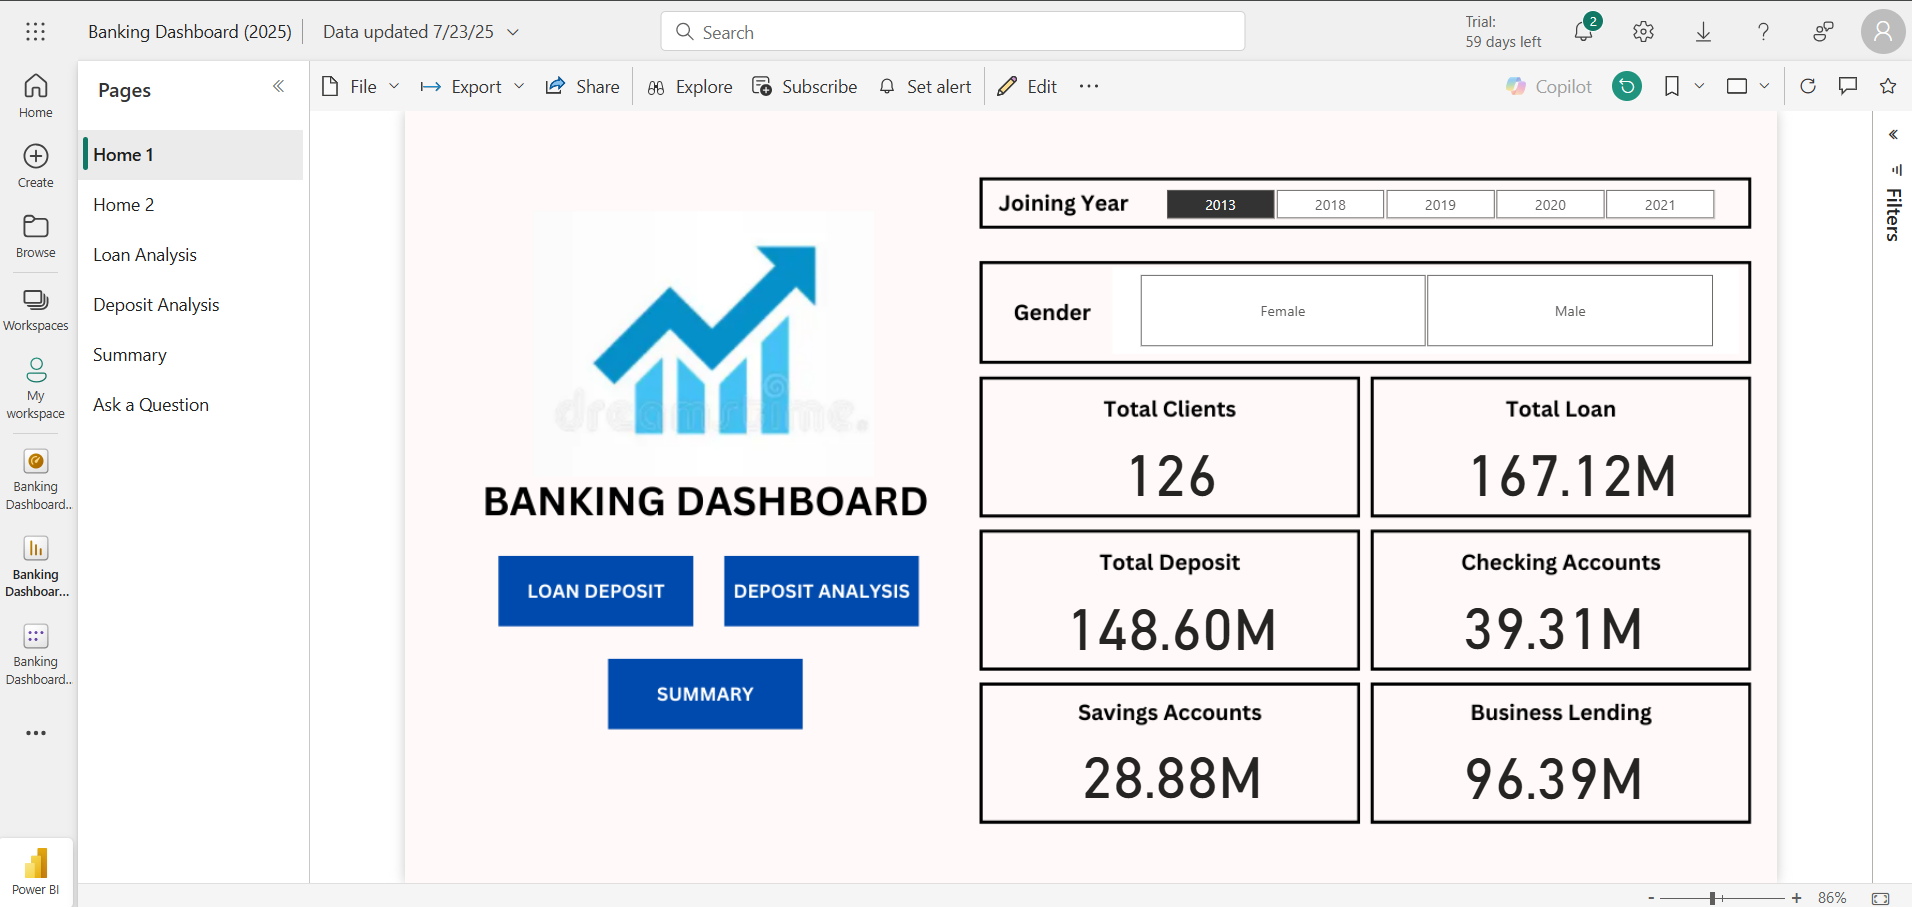 Banking Dashboard (2025)
Data updated 7/23/25
Search
Trial:
59 days left
2
Home
Create
Browse
Workspaces
My
workspace
Banking
Dashboard...
Banking
Dashboar...
Banking
Dashboard...
Power BI
Pages
Home 1
Home 2
Loan Analysis
Deposit Analysis
Summary
Ask a Question
File
Export
Share
Explore
Subscribe
Set alert
Edit
Copilot
Filters
dreamstime.
BANKING DASHBOARD
LOAN DEPOSIT
DEPOSIT ANALYSIS
SUMMARY
Joining Year
2013
2018
2019
2020
2021
Gender
Female
Male
Total Clients
126
Total Loan
167.12M
Total Deposit
148.60M
Checking Accounts
39.31M
Savings Accounts
28.88M
Business Lending
96.39M
- + 86%